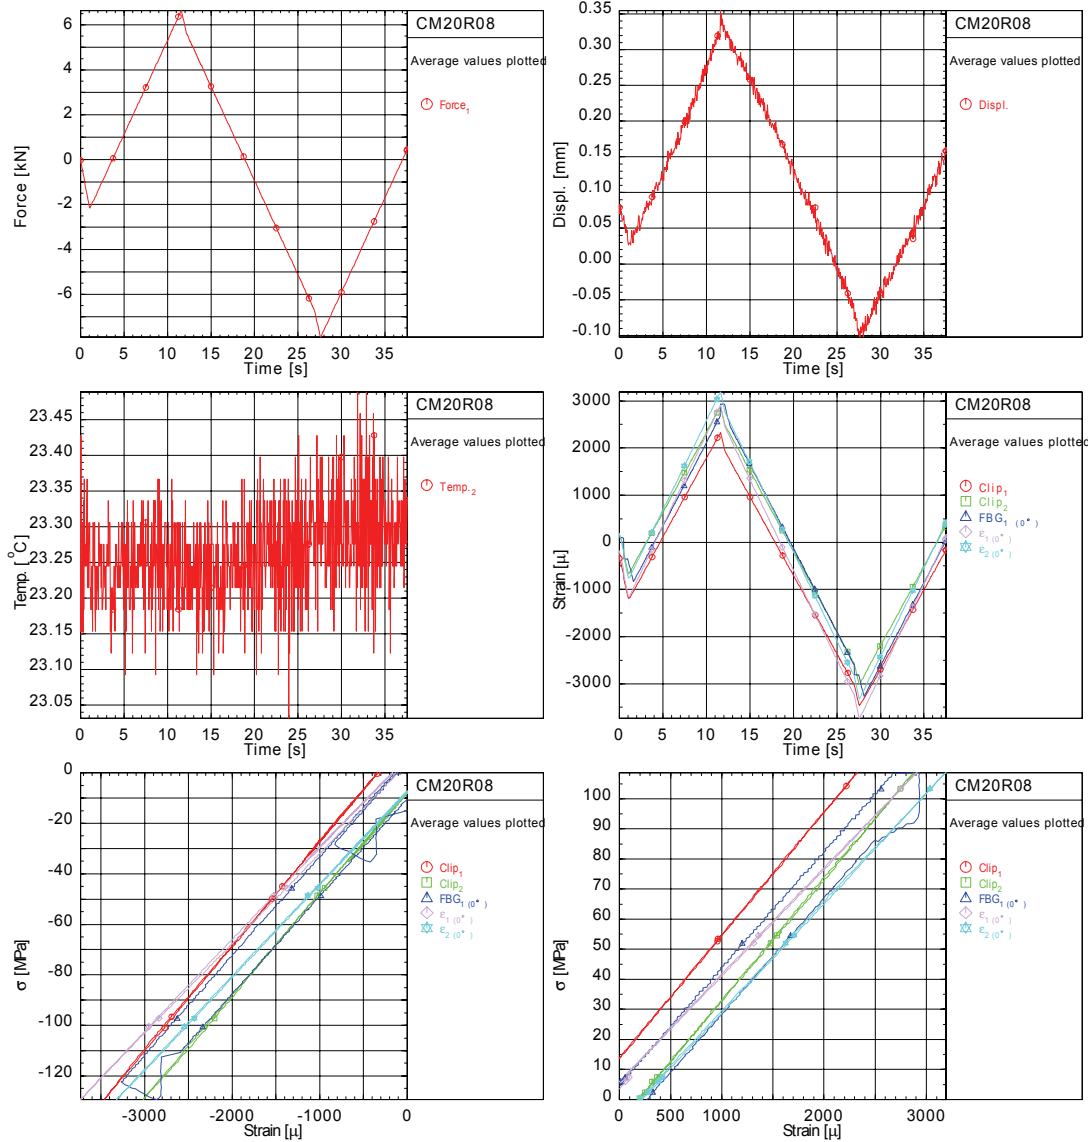 CM20R08
Average values plotted
Force1
6
4
2
0
-2
-4
-6
Force [kN]
0 5 10 15 20 25 30 35
Time [s]
CM20R08
Average values plotted
Displ.
0.35
0.30
0.25
0.20
0.15
0.10
0.05
0.00
-0.05
-0.10
Displ. [mm]
0 5 10 15 20 25 30 35
Time [s]
CM20R08
Average values plotted
Temp.2
23.45
23.40
23.35
23.30
23.25
23.20
23.15
23.10
23.05
Temp. [°C]
0 5 10 15 20 25 30 35
Time [s]
CM20R08
Average values plotted
Clip1
Clip2
FBG1 (0°)
ε1 (0°)
ε2 (0°)
3000
2000
1000
0
-1000
-2000
-3000
Strain [μ]
0 5 10 15 20 25 30 35
Time [s]
CM20R08
Average values plotted
Clip1
Clip2
FBG1 (0°)
ε1 (0°)
ε2 (0°)
0
-20
-40
-60
-80
-100
-120
σ [MPa]
-3000 -2000 -1000 0
Strain [μ]
CM20R08
Average values plotted
Clip1
Clip2
FBG1 (0°)
ε1 (0°)
ε2 (0°)
100
90
80
70
60
50
40
30
20
10
0
σ [MPa]
0 500 1000 2000 3000
Strain [μ]